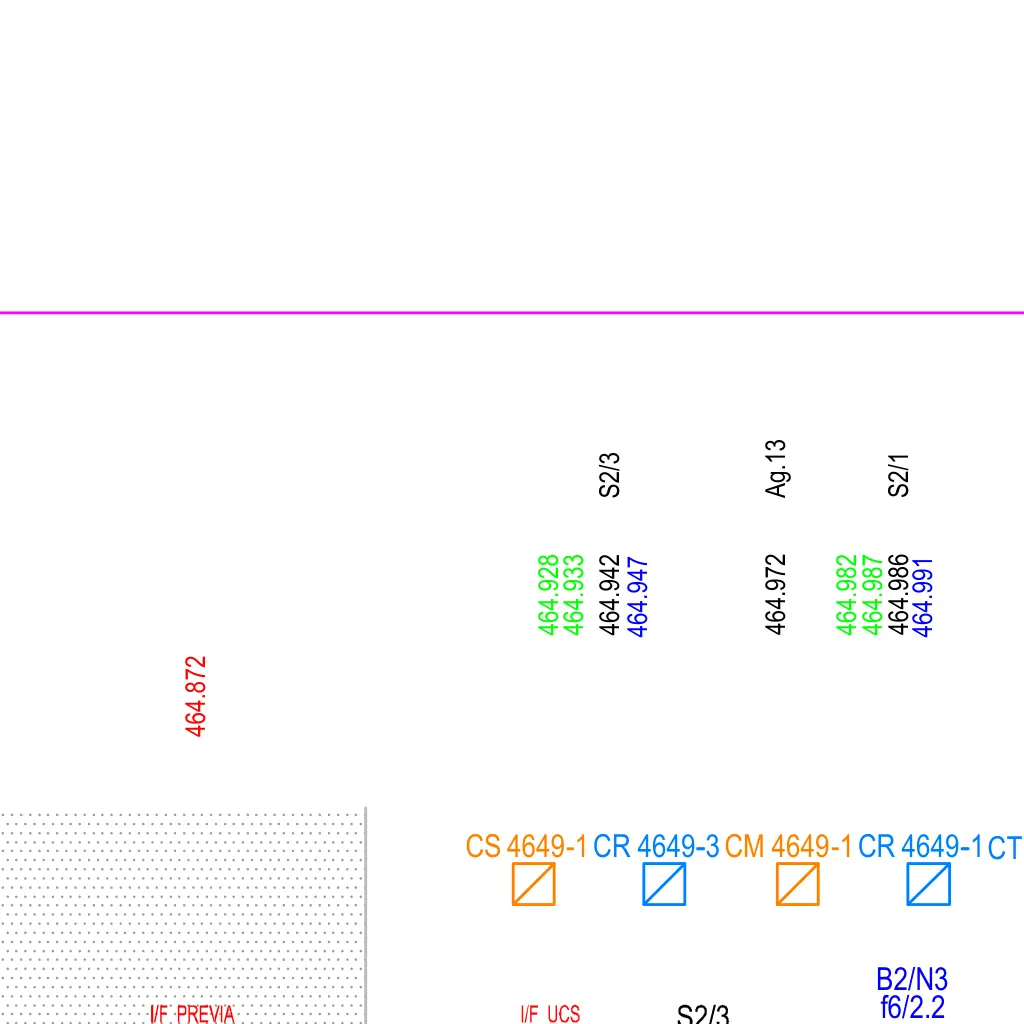 S2/3
Ag.13
S2/1
464.928
464.933
464.942
464.947
464.972
464.982
464.987
464.986
464.991
464.872
CS 4649-1
CR 4649-3
CM 4649-1
CR 4649-1
CT
B2/N3
f6/2.2
I/F PREVIA
I/F UCS
S2/3